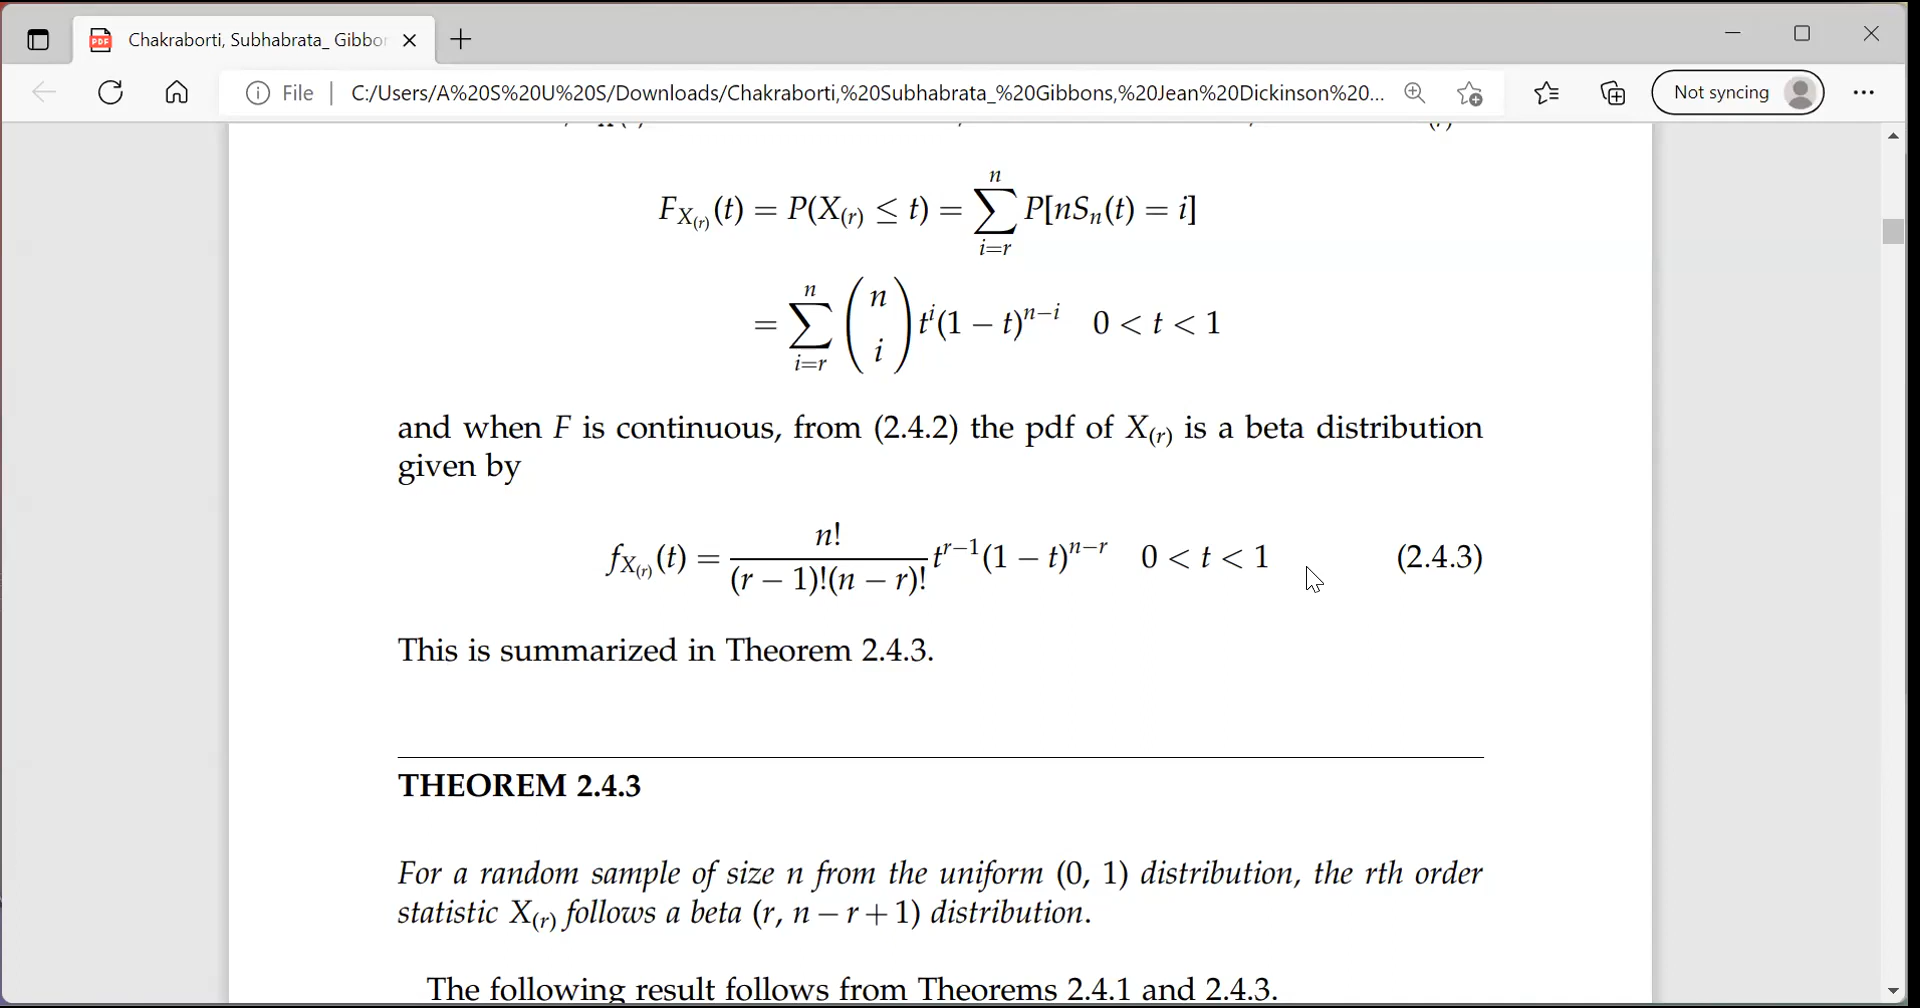 Chakraborti, Subhabrata_ Gibbor
File
C:/Users/A%20S%20U%20S/Downloads/Chakraborti,%20Subhabrata_%20Gibbons,%20Jean%20Dickinson%20...
Not syncing
F_{X_{(r)}}(t) = P(X_{(r)} ≤ t) = \sum_{i=r}^{n} P[nS_n(t) = i]
= \sum_{i=r}^{n} \binom{n}{i} t^i(1 − t)^{n−i} 0 < t < 1
and when F is continuous, from (2.4.2) the pdf of X_{(r)} is a beta distribution
given by
f_{X_{(r)}}(t) = \frac{n!}{(r − 1)!(n − r)!} t^{r−1}(1 − t)^{n−r} 0 < t < 1 (2.4.3)
This is summarized in Theorem 2.4.3.
THEOREM 2.4.3
For a random sample of size n from the uniform (0, 1) distribution, the rth order
statistic X_{(r)} follows a beta (r, n − r + 1) distribution.
The following result follows from Theorems 2.4.1 and 2.4.3.